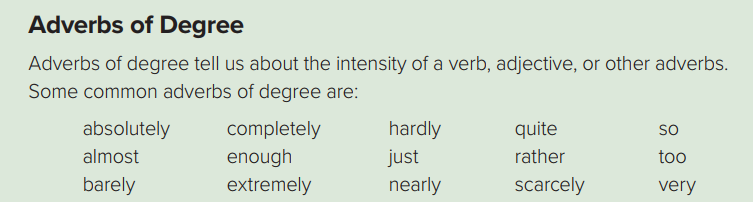 Adverbs of Degree
Adverbs of degree tell us about the intensity of a verb, adjective, or other adverbs.
Some common adverbs of degree are:
absolutely completely hardly quite so
almost enough just rather too
barely extremely nearly scarcely very